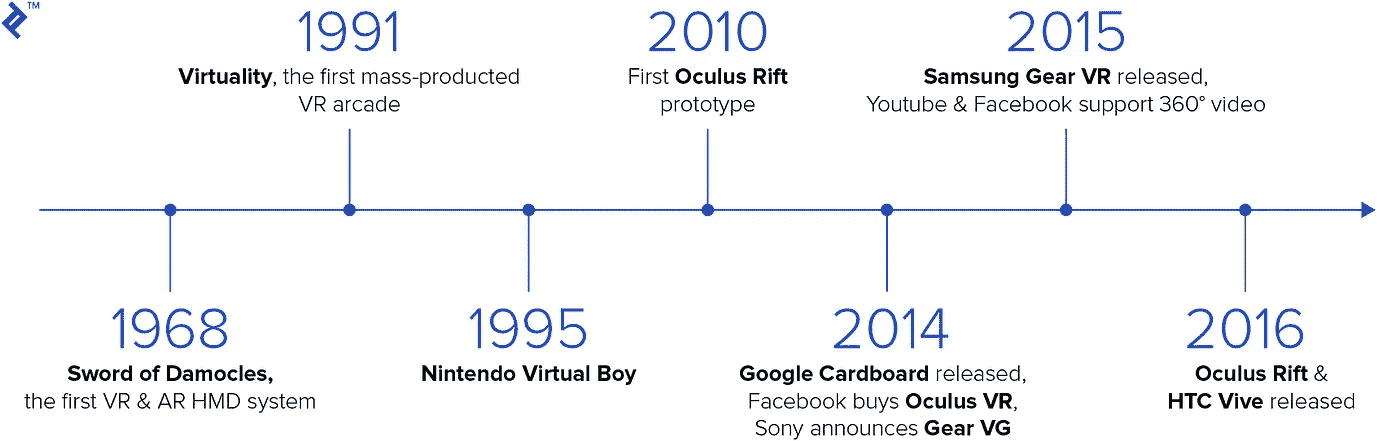 TM
1991
Virtuality, the first mass-producted
VR arcade
2010
First Oculus Rift
prototype
2015
Samsung Gear VR released,
Youtube & Facebook support 360° video
1968
Sword of Damocles,
the first VR & AR HMD system
1995
Nintendo Virtual Boy
2014
Google Cardboard released,
Facebook buys Oculus VR,
Sony announces Gear VG
2016
Oculus Rift &
HTC Vive released